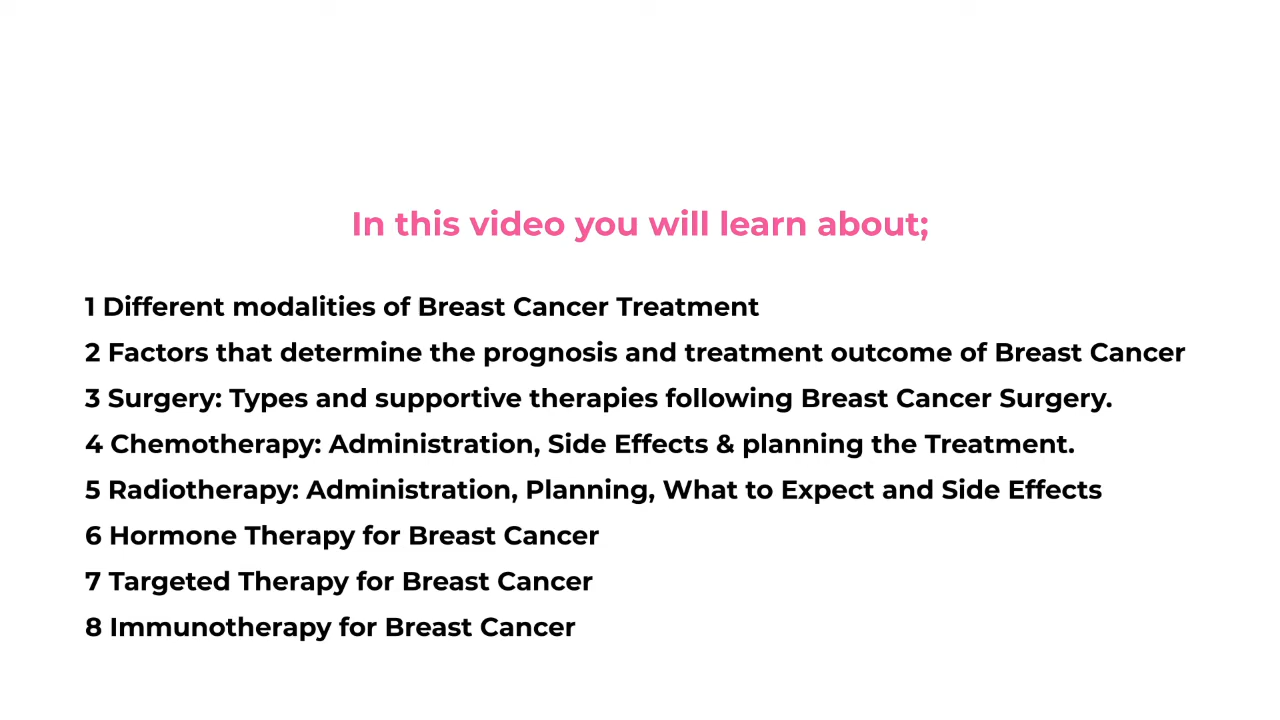 In this video you will learn about;
1 Different modalities of Breast Cancer Treatment
2 Factors that determine the prognosis and treatment outcome of Breast Cancer
3 Surgery: Types and supportive therapies following Breast Cancer Surgery.
4 Chemotherapy: Administration, Side Effects & planning the Treatment.
5 Radiotherapy: Administration, Planning, What to Expect and Side Effects
6 Hormone Therapy for Breast Cancer
7 Targeted Therapy for Breast Cancer
8 Immunotherapy for Breast Cancer